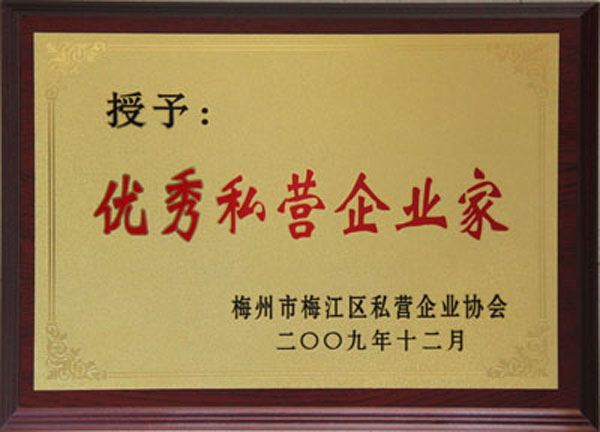 授予：
优秀私营企业家
梅州市梅江区私营企业协会
二〇〇九年十二月